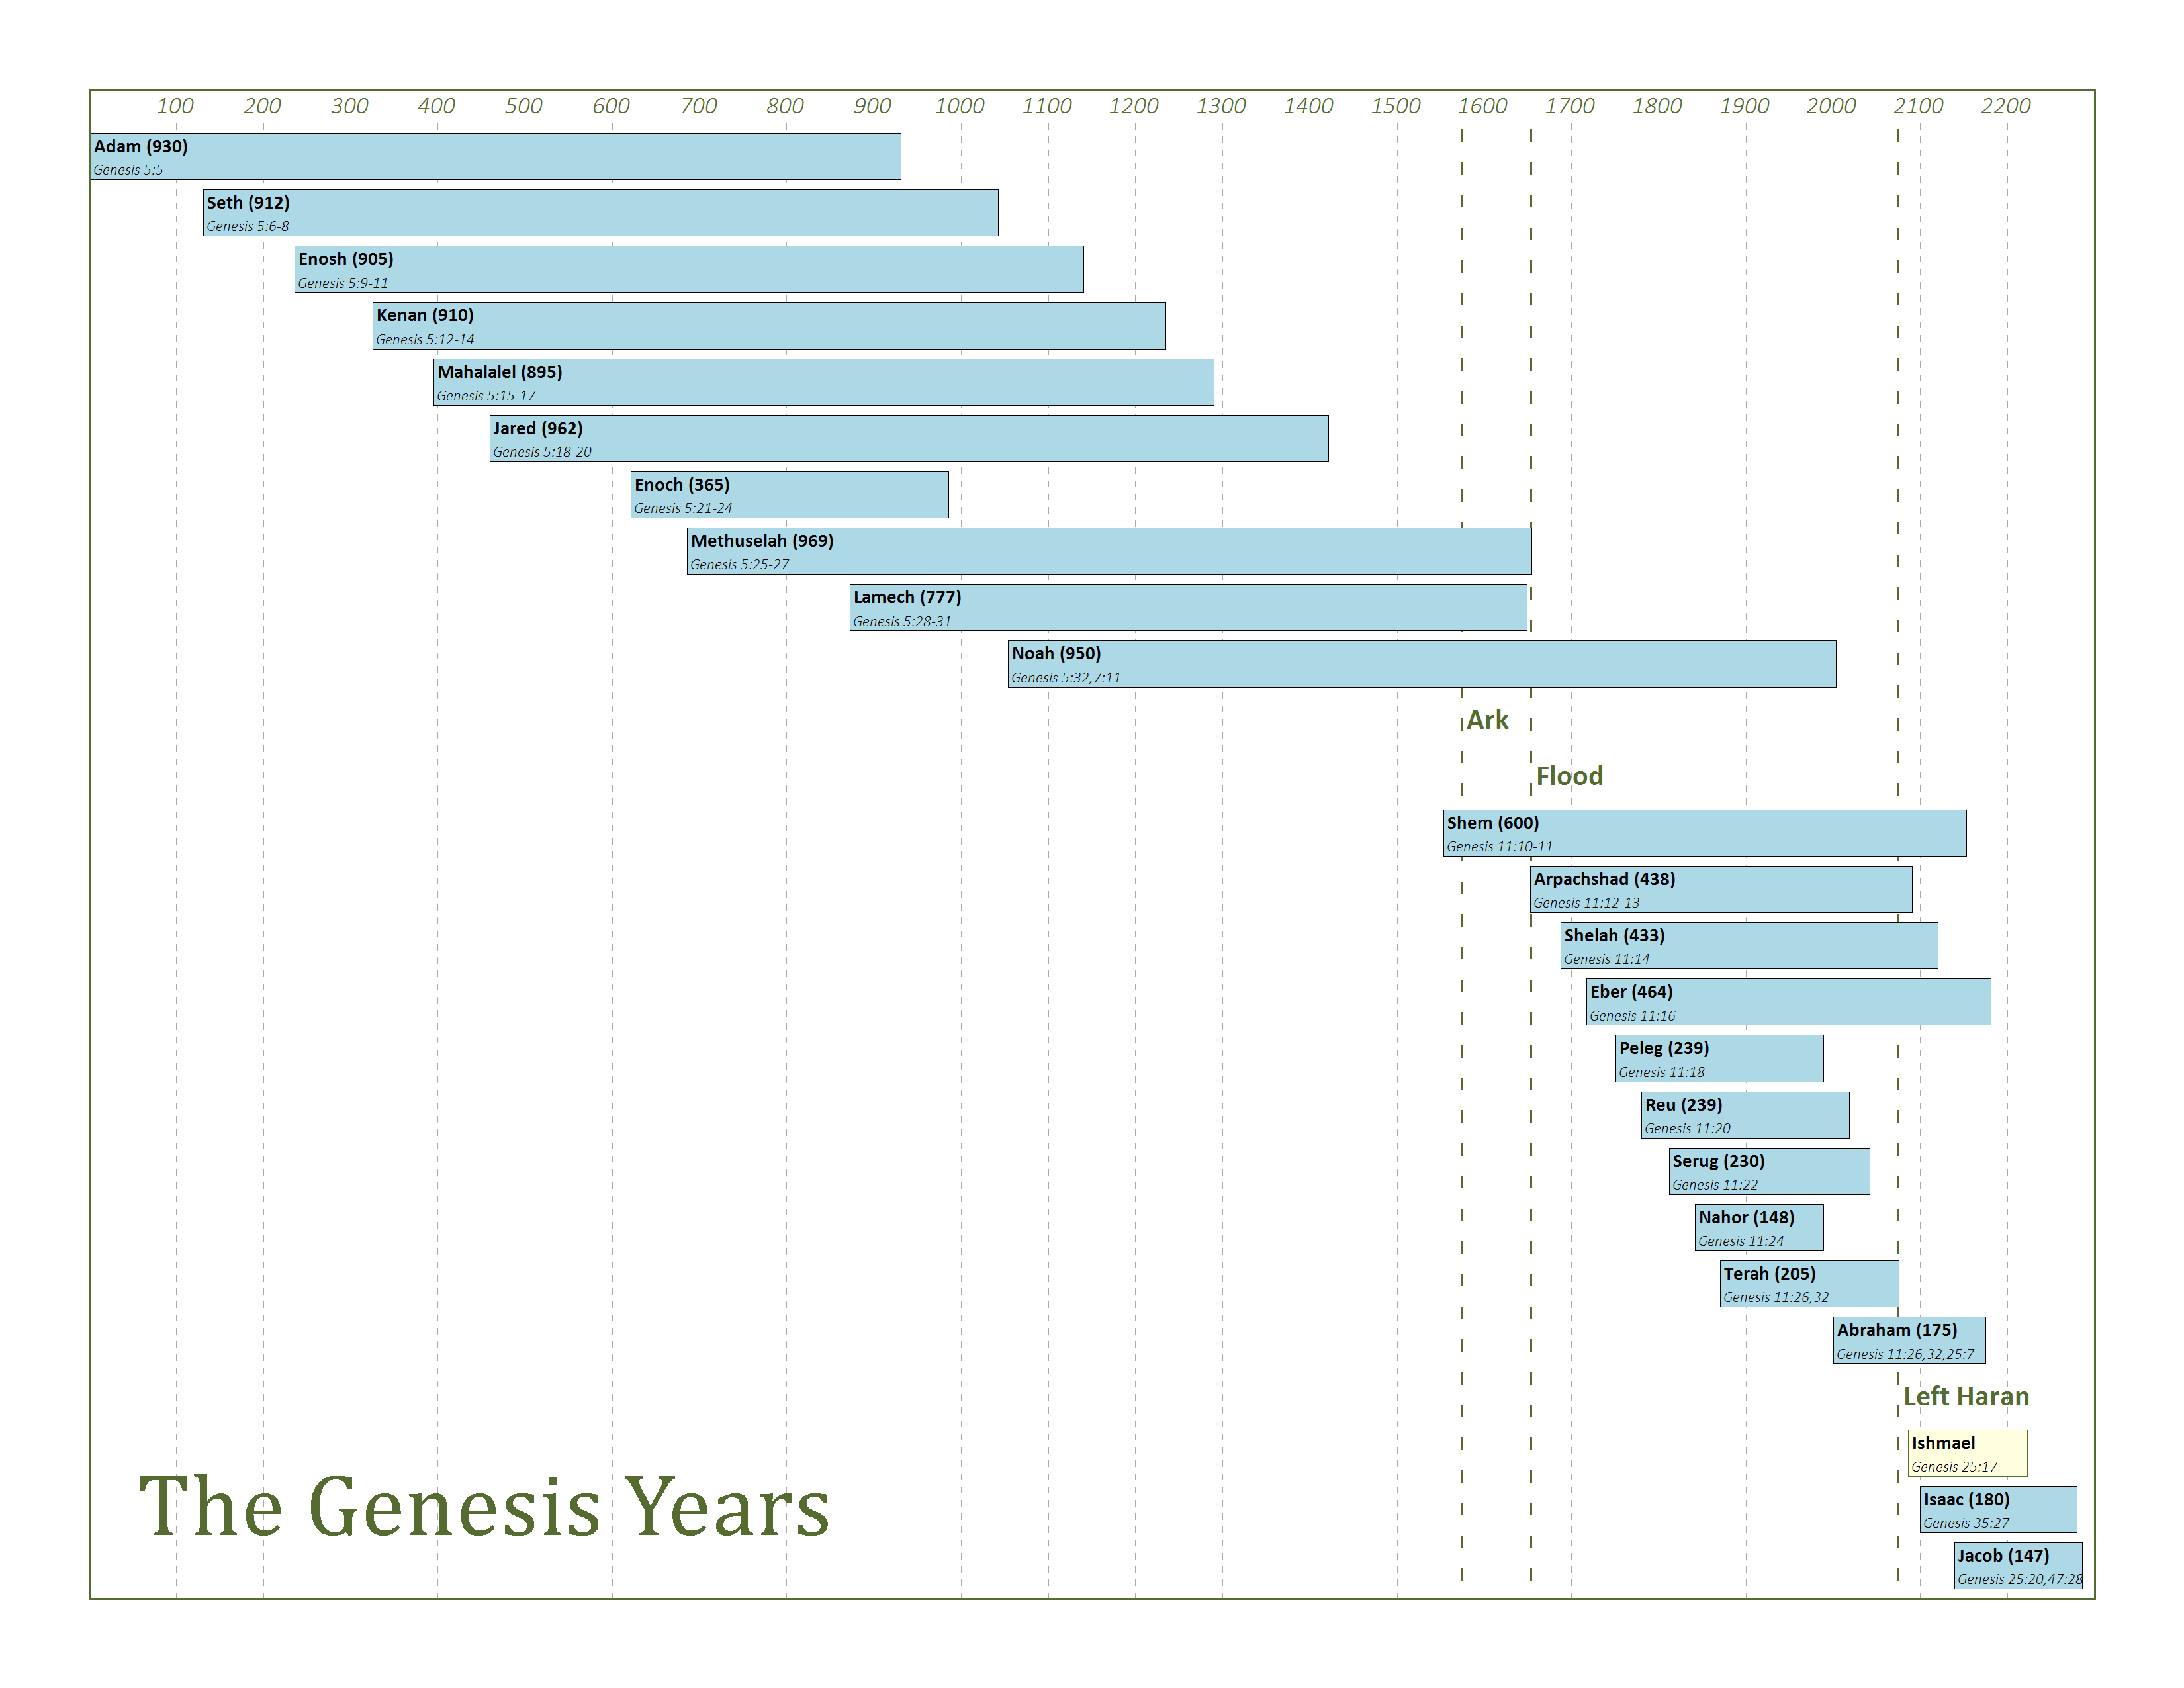 100 200 300 400 500 600 700 800 900 1000 1100 1200 1300 1400 1500 1600 1700 1800 1900 2000 2100 2200
Adam (930)
Genesis 5:5
Seth (912)
Genesis 5:6-8
Enosh (905)
Genesis 5:9-11
Kenan (910)
Genesis 5:12-14
Mahalalel (895)
Genesis 5:15-17
Jared (962)
Genesis 5:18-20
Enoch (365)
Genesis 5:21-24
Methuselah (969)
Genesis 5:25-27
Lamech (777)
Genesis 5:28-31
Noah (950)
Genesis 5:32,7:11
Ark
Flood
Shem (600)
Genesis 11:10-11
Arpachshad (438)
Genesis 11:12-13
Shelah (433)
Genesis 11:14
Eber (464)
Genesis 11:16
Peleg (239)
Genesis 11:18
Reu (239)
Genesis 11:20
Serug (230)
Genesis 11:22
Nahor (148)
Genesis 11:24
Terah (205)
Genesis 11:26,32
Abraham (175)
Genesis 11:26,32,25:7
Left Haran
Ishmael
Genesis 25:17
Isaac (180)
Genesis 35:27
Jacob (147)
Genesis 25:20,47:28
The Genesis Years